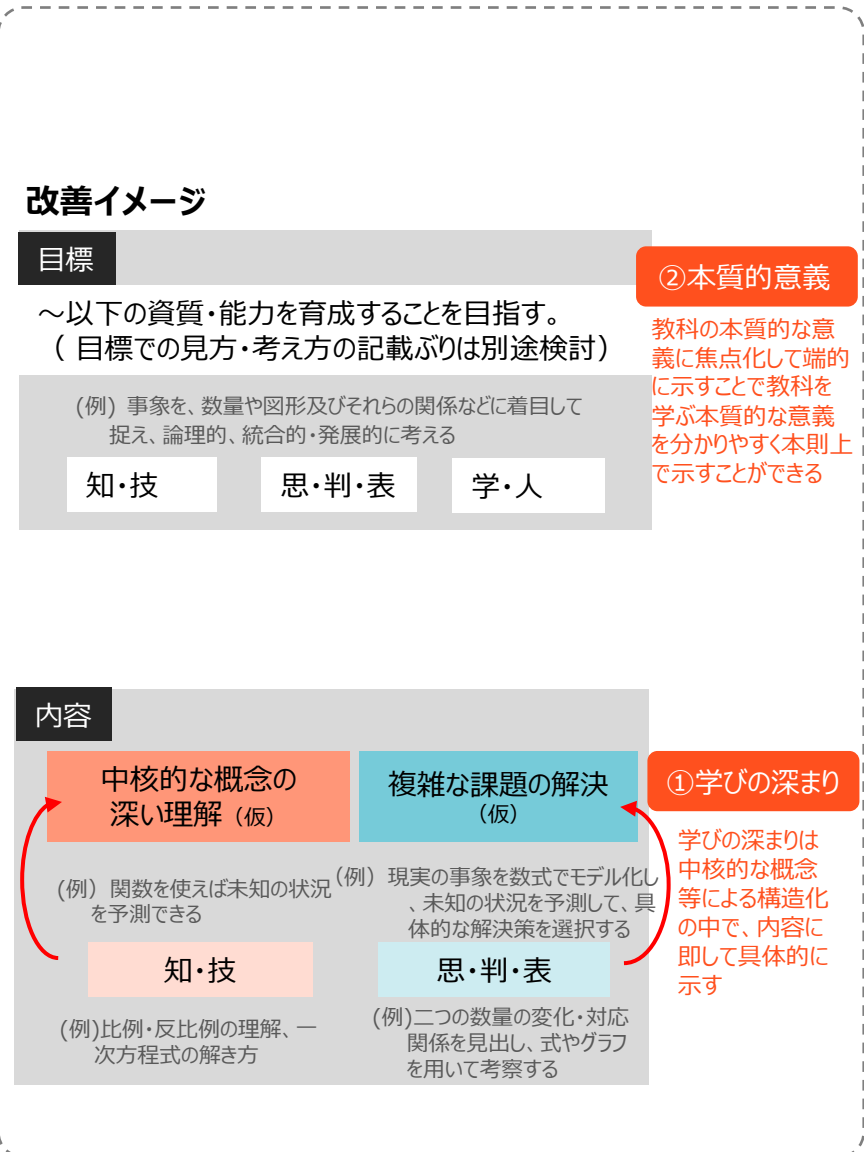 改善イメージ
目標
～以下の資質・能力を育成することを目指す。
（ 目標での見方・考え方の記載ぶりは別途検討）
(例) 事象を、数量や図形及びそれらの関係などに着目して
捉え、論理的、統合的・発展的に考える
知・技
思・判・表
学・人
②本質的意義
教科の本質的な意
義に焦点化して端的
に示すことで教科を
学ぶ本質的な意義
を分かりやすく本則上
で示すことができる
内容
中核的な概念の
深い理解（仮）
(例) 関数を使えば未知の状況
を予測できる
知・技
(例)比例・反比例の理解、一
次方程式の解き方
複雑な課題の解決
（仮）
(例) 現実の事象を数式でモデル化し
、未知の状況を予測して、具
体的な解決策を選択する
思・判・表
(例)二つの数量の変化・対応
関係を見出し、式やグラフ
を用いて考察する
①学びの深まり
学びの深まりは
中核的な概念
等による構造化
の中で、内容に
即して具体的に
示す